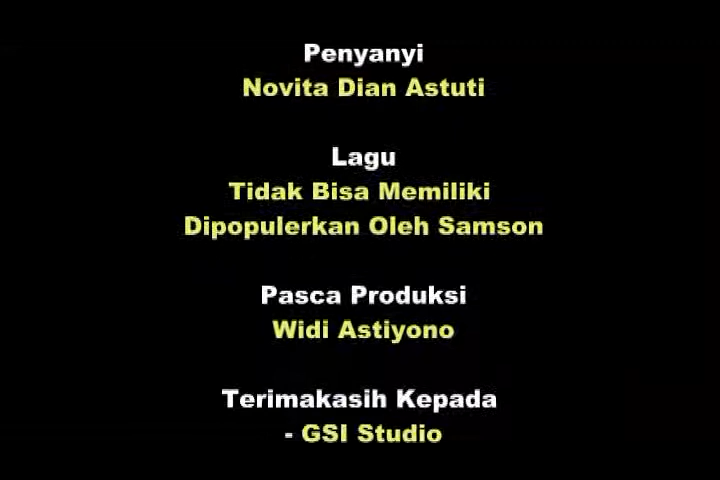 Penyanyi
Novita Dian Astuti
Lagu
Tidak Bisa Memiliki
Dipopulerkan Oleh Samson
Pasca Produksi
Widi Astiyono
Terimakasih Kepada
- GSI Studio